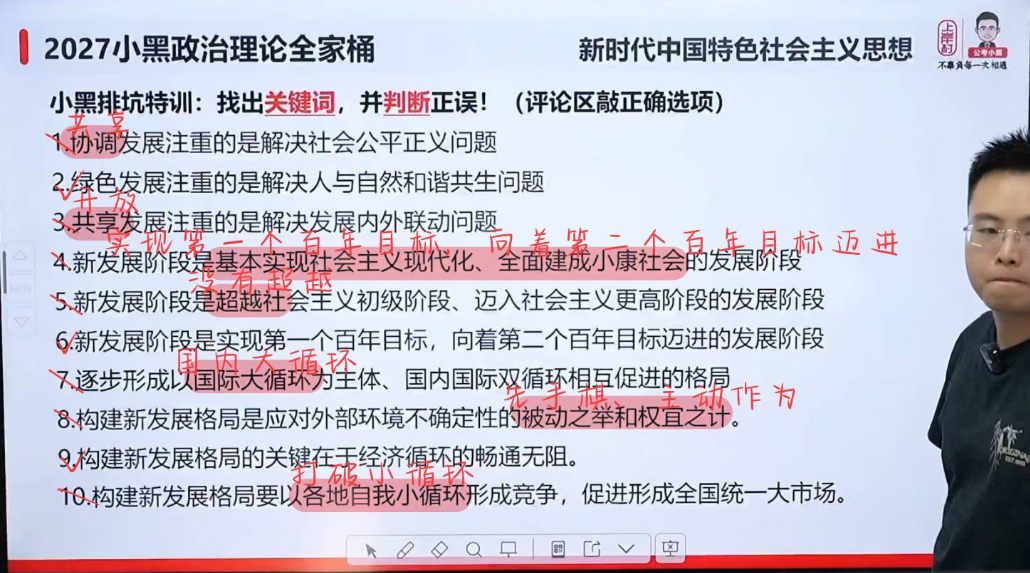 2027小黑政治理论全家桶
新时代中国特色社会主义思想
上岸村
公考小黑
不辜负每一次相遇
小黑排坑特训：找出关键词，并判断正误！（评论区敲正确选项）
共享
1.协调发展注重的是解决社会公平正义问题
2.绿色发展注重的是解决人与自然和谐共生问题
开放
3.共享发展注重的是解决发展内外联动问题
实现第一个百年目标、向着第二个百年目标迈进
4.新发展阶段是基本实现社会主义现代化、全面建成小康社会的发展阶段
没有超越
5.新发展阶段是超越社会主义初级阶段、迈入社会主义更高阶段的发展阶段
6.新发展阶段是实现第一个百年目标，向着第二个百年目标迈进的发展阶段
国内大循环
7.逐步形成以国际大循环为主体、国内国际双循环相互促进的格局
先手棋、主动作为
8.构建新发展格局是应对外部环境不确定性的被动之举和权宜之计。
9.构建新发展格局的关键在于经济循环的畅通无阻。
打破小循环
10.构建新发展格局要以各地自我小循环形成竞争，促进形成全国统一大市场。